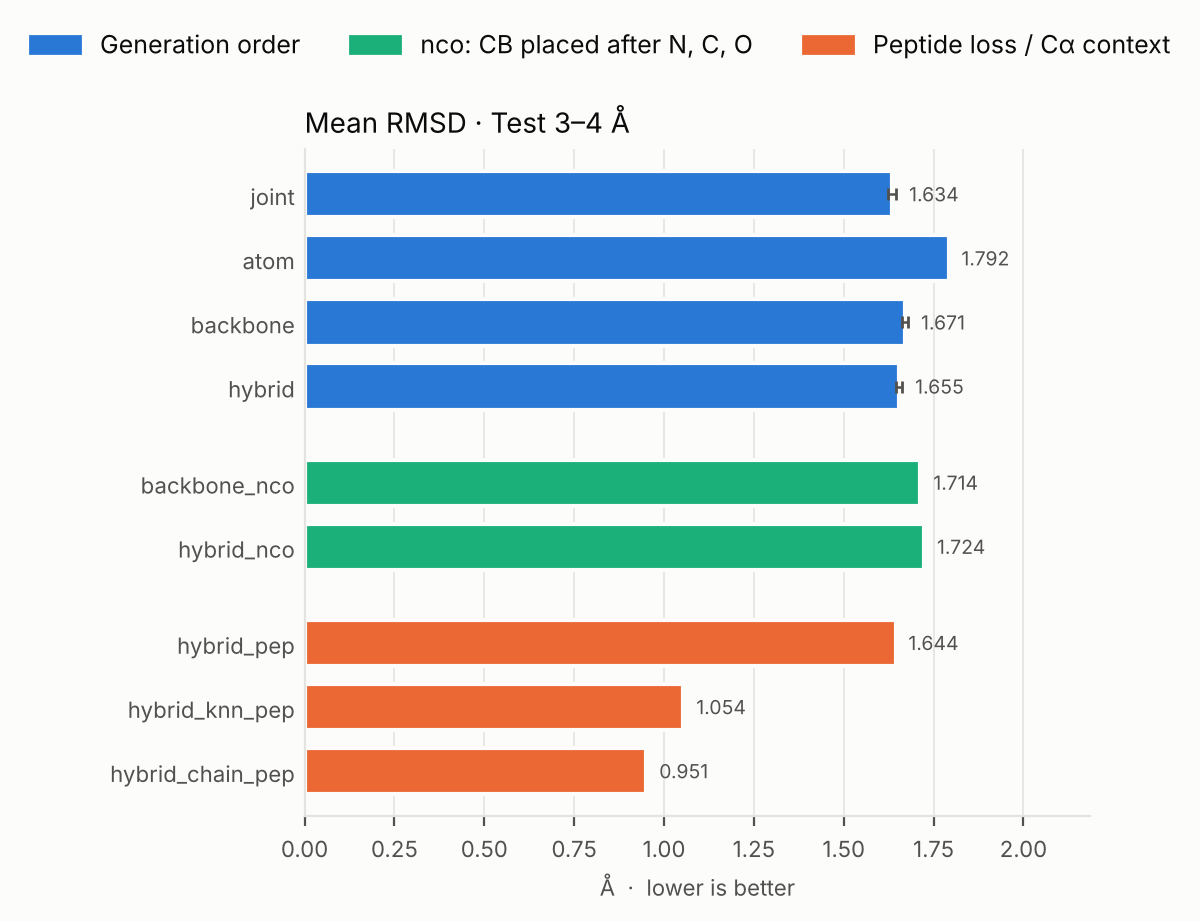 Generation order nco: CB placed after N, C, O Peptide loss / Cα context
Mean RMSD · Test 3–4 Å
joint 1.634
atom 1.792
backbone 1.671
hybrid 1.655
backbone_nco 1.714
hybrid_nco 1.724
hybrid_pep 1.644
hybrid_knn_pep 1.054
hybrid_chain_pep 0.951
0.00 0.25 0.50 0.75 1.00 1.25 1.50 1.75 2.00
Å · lower is better